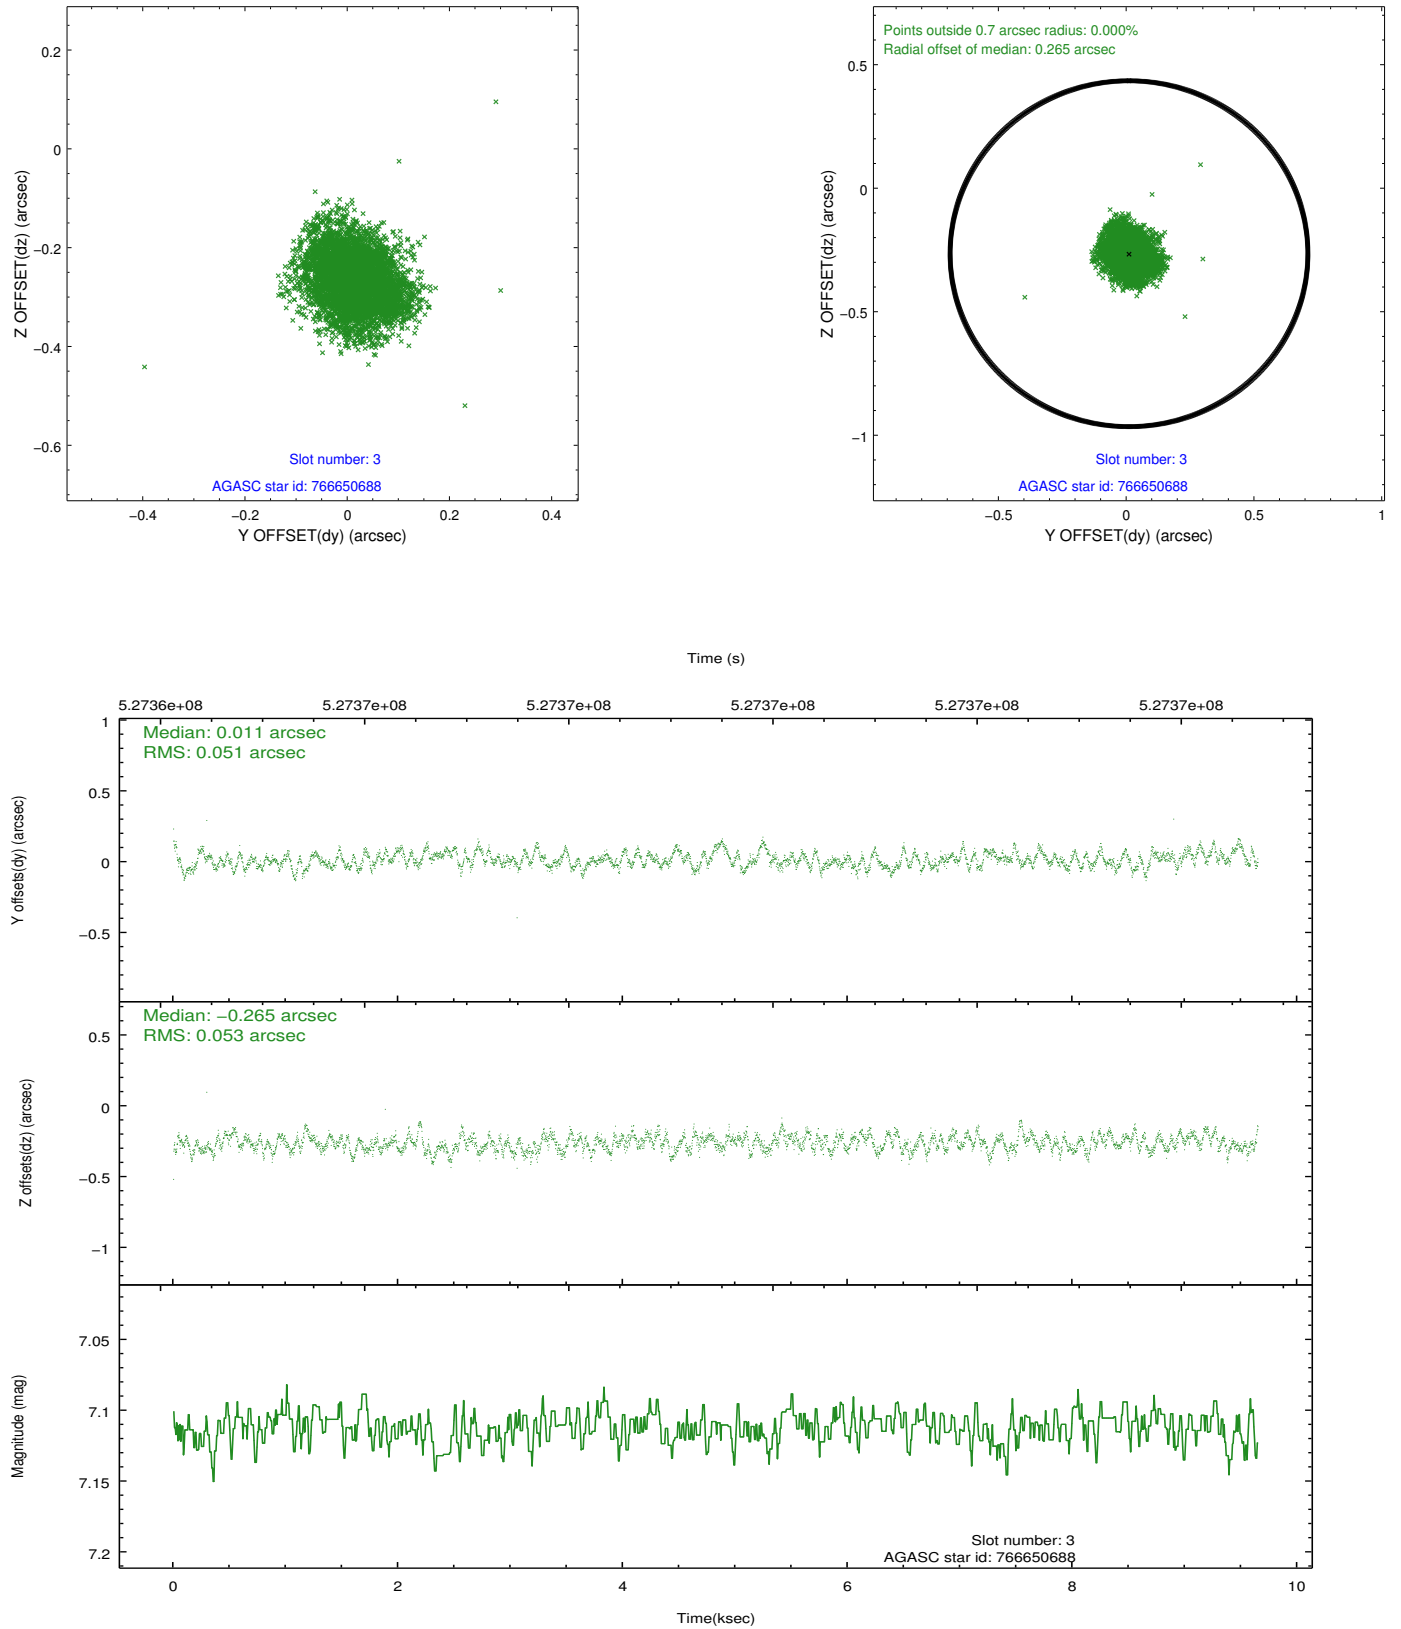 0.2
0
−0.2
−0.4
−0.6
Z OFFSET(dz) (arcsec)
Slot number: 3
AGASC star id: 766650688
−0.4
−0.2
0
0.2
0.4
Y OFFSET(dy) (arcsec)
Points outside 0.7 arcsec radius: 0.000%
Radial offset of median: 0.265 arcsec
0.5
0
−0.5
−1
Z OFFSET(dz) (arcsec)
Slot number: 3
AGASC star id: 766650688
−0.5
0
0.5
1
Y OFFSET(dy) (arcsec)
Time (s)
5.2736e+08
5.2737e+08
5.2737e+08
5.2737e+08
5.2737e+08
5.2737e+08
Median: 0.011 arcsec
RMS: 0.051 arcsec
1
0.5
0
−0.5
Y offsets(dy) (arcsec)
Median: −0.265 arcsec
RMS: 0.053 arcsec
0.5
0
−0.5
−1
Z offsets(dz) (arcsec)
7.05
7.1
7.15
7.2
Magnitude (mag)
Slot number: 3
AGASC star id: 766650688
0
2
4
6
8
10
Time(ksec)